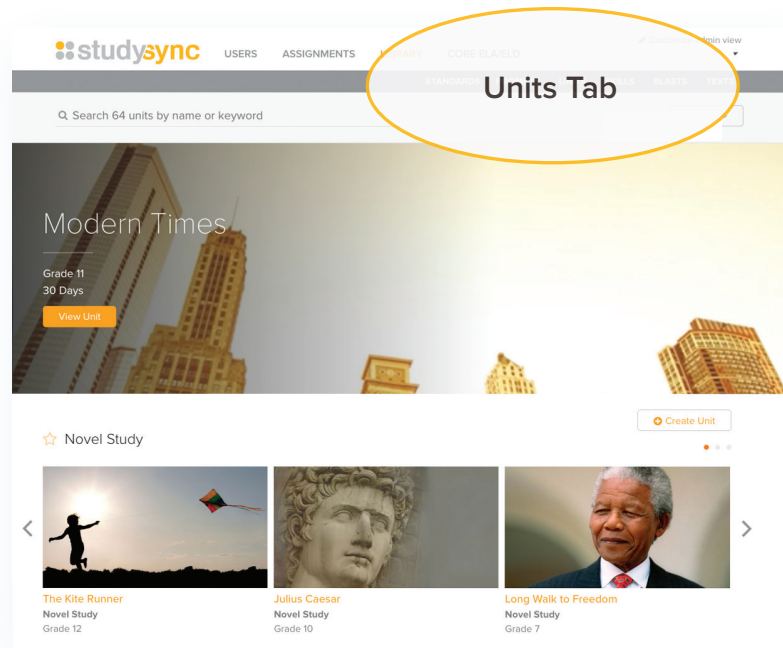 studysync USERS ASSIGNMENTS LIBRARY CORE ELA/ELD
Units Tab
BLASTS
Search 64 units by name or keyword
Modern Times
Grade 11
30 Days
View Unit
Create Unit
Novel Study
The Kite Runner
Novel Study
Grade 12
Julius Caesar
Novel Study
Grade 10
Long Walk to Freedom
Novel Study
Grade 7